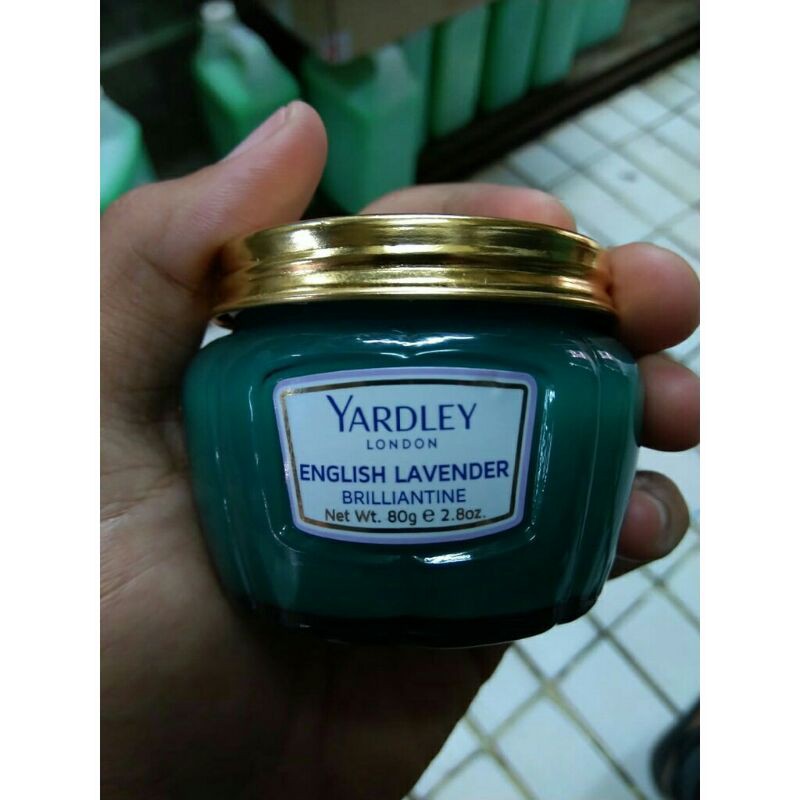 YARDLEY
LONDON
ENGLISH LAVENDER
BRILLIANTINE
Net Wt. 80g e 2.8oz.